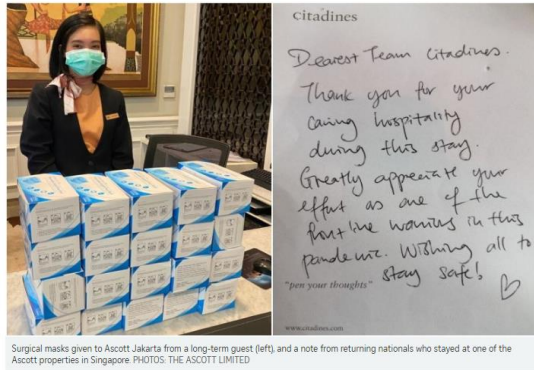 citadines
Dearest Team Citadines.
Thank you for your
caring hospitality
during this stay.
Greatly appreciate your
effort as one of the
frontline warriors in this
pandemic. Wishing all to
stay safe!
"pen your thoughts"
www.citadines.com
Surgical masks given to Ascott Jakarta from a long-term guest (left), and a note from returning nationals who stayed at one of the
Ascott properties in Singapore. PHOTOS: THE ASCOTT LIMITED